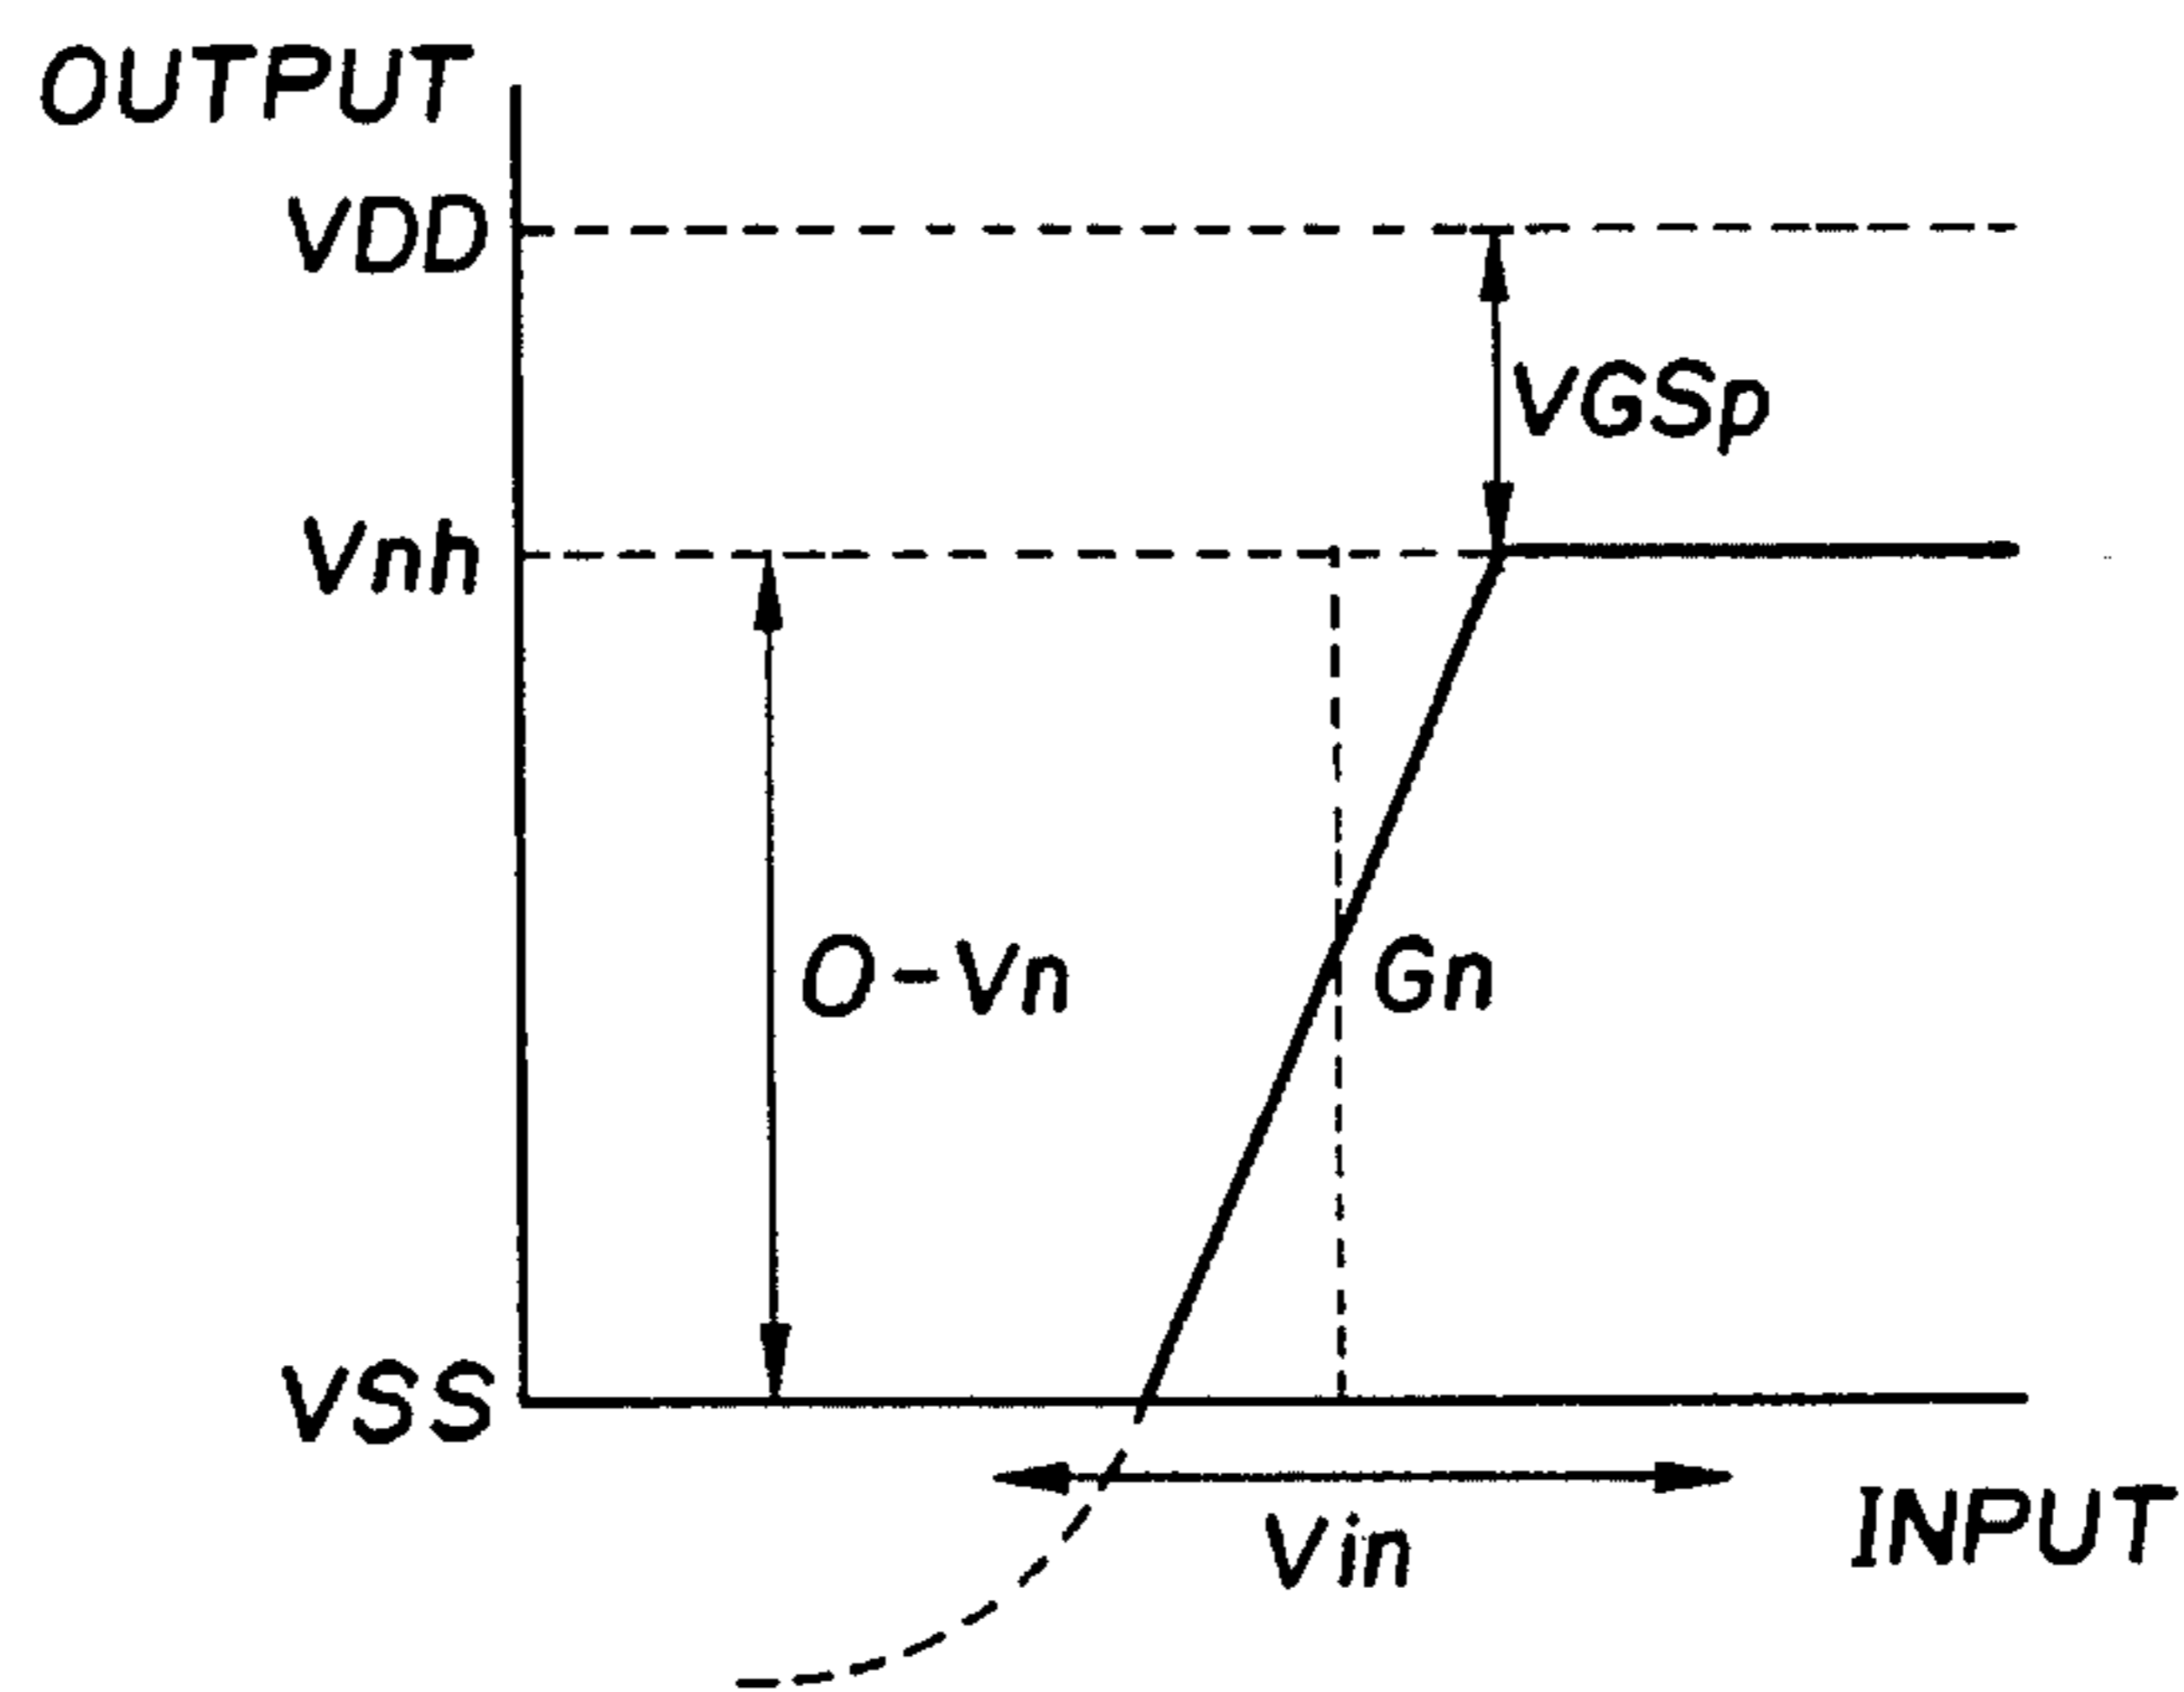 OUTPUT
VDD
VGSp
Vnh
O-Vn
Gn
VSS
Vin
INPUT